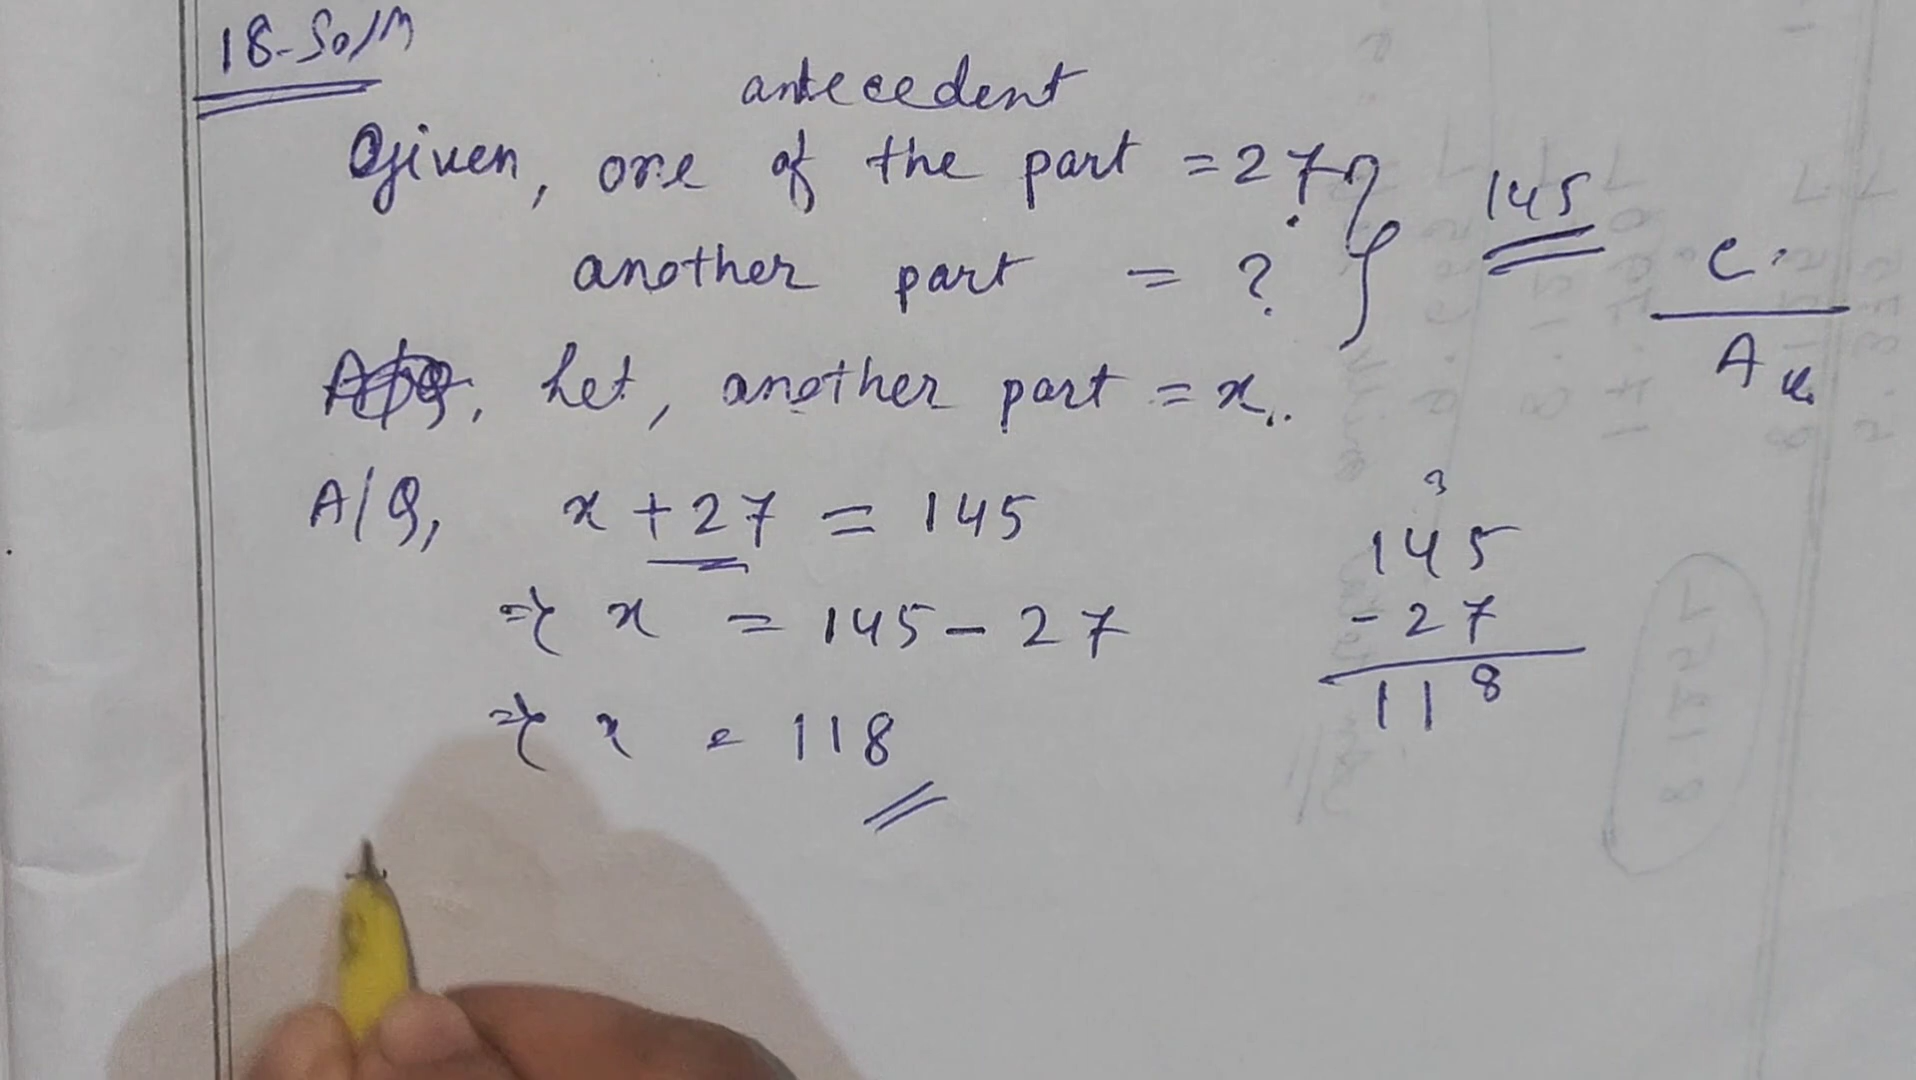 18-Soln
antecedent
Given, one of the part = 27
145
another part = ?
C.
A
Let, another part = x.
A/Q, x + 27 = 145
⇒ x = 145 - 27
⇒ x = 118
3
145
- 27
118